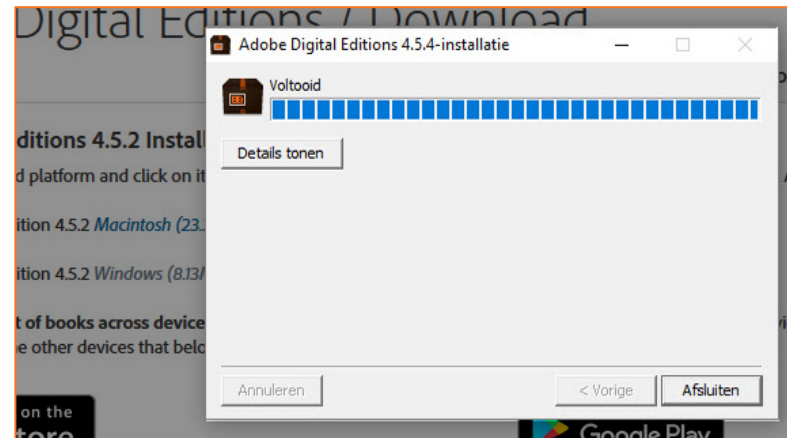 Digital Editions / Download
Adobe Digital Editions 4.5.4-installatie
Voltooid
Details tonen
ditions 4.5.2 Instal
d platform and click on it
ition 4.5.2 Macintosh (23.
ition 4.5.2 Windows (8.13
t of books across device
e other devices that belo
Annuleren
< Vorige
Afsluiten
on the
tore
Google Play